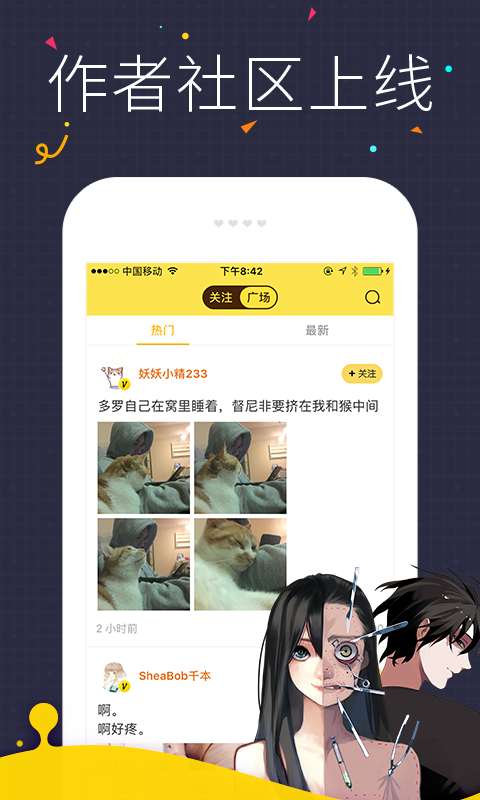 作者社区上线
中国移动
下午8:42
关注
广场
热门
最新
妖妖小精233
+ 关注
多罗自己在窝里睡着，督尼非要挤在我和猴中间
2 小时前
SheaBob千本
啊。
啊好疼。